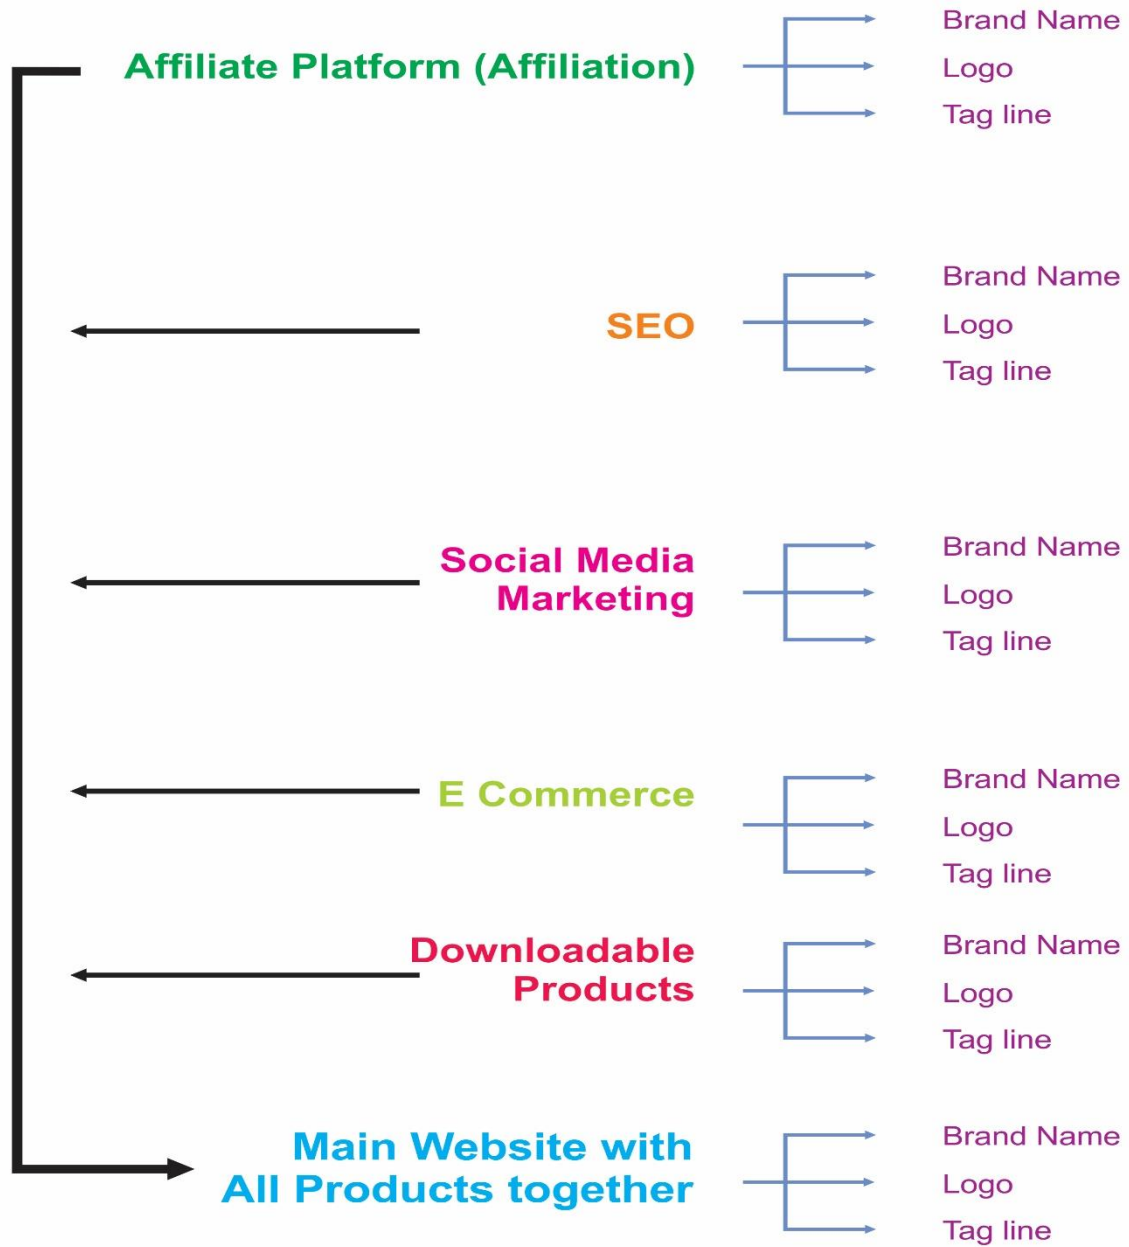 Affiliate Platform (Affiliation)
Brand Name
Logo
Tag line
SEO
Brand Name
Logo
Tag line
Social Media
Marketing
Brand Name
Logo
Tag line
E Commerce
Brand Name
Logo
Tag line
Downloadable
Products
Brand Name
Logo
Tag line
Main Website with
All Products together
Brand Name
Logo
Tag line